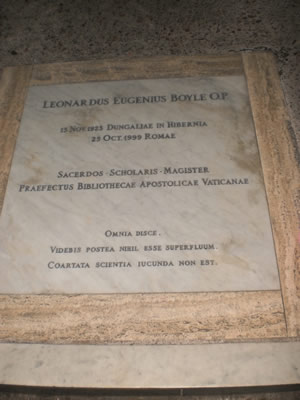 LEONARDUS EUGENIUS BOYLE O.P.
13 NOV. 1923 DUNGALIAE IN HIBERNIA
25 OCT. 1999 ROMAE
SACERDOS · SCHOLARIS · MAGISTER
PRAEFECTUS BIBLIOTHECAE APOSTOLICAE VATICANAE
OMNIA DISCE.
VIDEBIS POSTEA NIHIL ESSE SUPERFLUUM.
COARTATA SCIENTIA IUCUNDA NON EST.